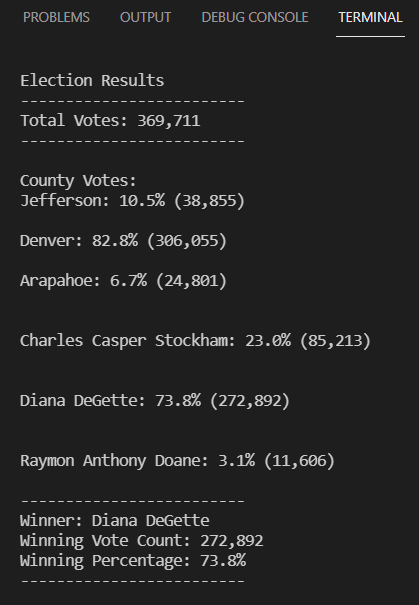 PROBLEMS OUTPUT DEBUG CONSOLE TERMINAL
Election Results
-------------------------
Total Votes: 369,711
-------------------------
County Votes:
Jefferson: 10.5% (38,855)
Denver: 82.8% (306,055)
Arapahoe: 6.7% (24,801)
Charles Casper Stockham: 23.0% (85,213)
Diana DeGette: 73.8% (272,892)
Raymon Anthony Doane: 3.1% (11,606)
-------------------------
Winner: Diana DeGette
Winning Vote Count: 272,892
Winning Percentage: 73.8%
-------------------------